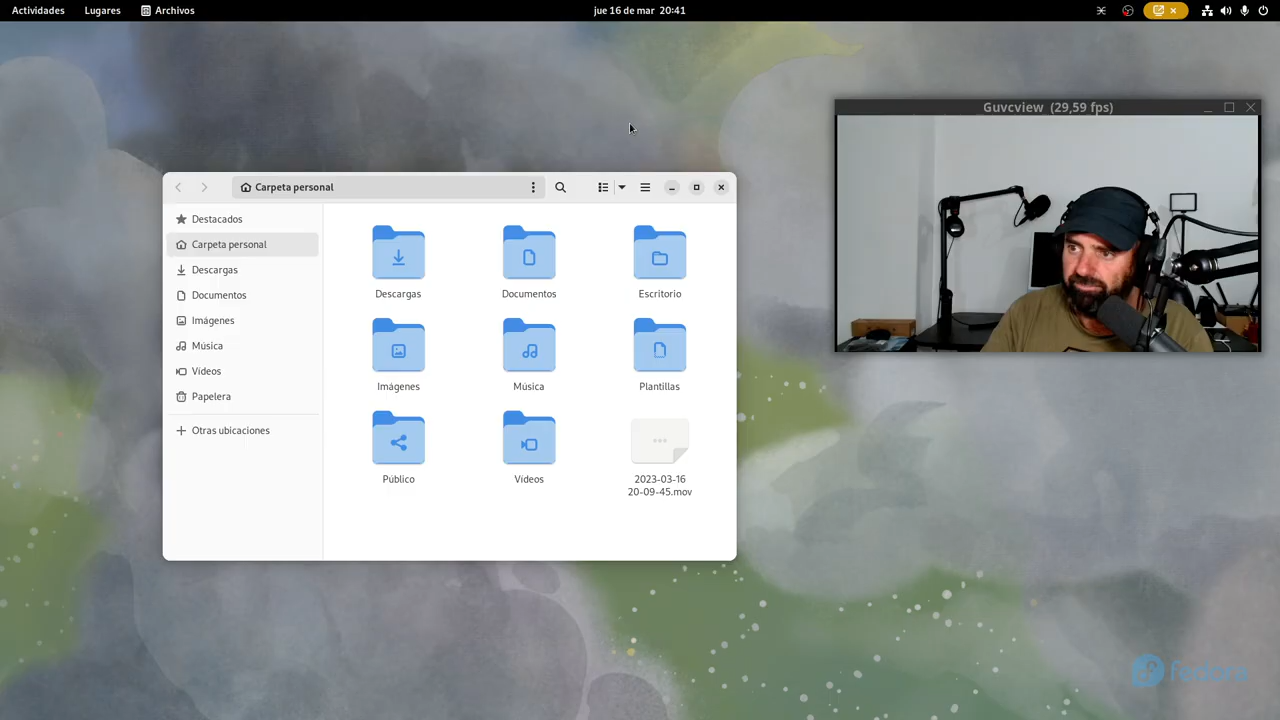 Actividades Lugares Archivos jue 16 de mar 20:41
Guvcview (29,59 fps)
Carpeta personal
Destacados
Carpeta personal
Descargas
Documentos
Imágenes
Música
Vídeos
Papelera
Otras ubicaciones
Descargas Documentos Escritorio
Imágenes Música Plantillas
Público Vídeos 2023-03-16
20-09-45.mov
fedora